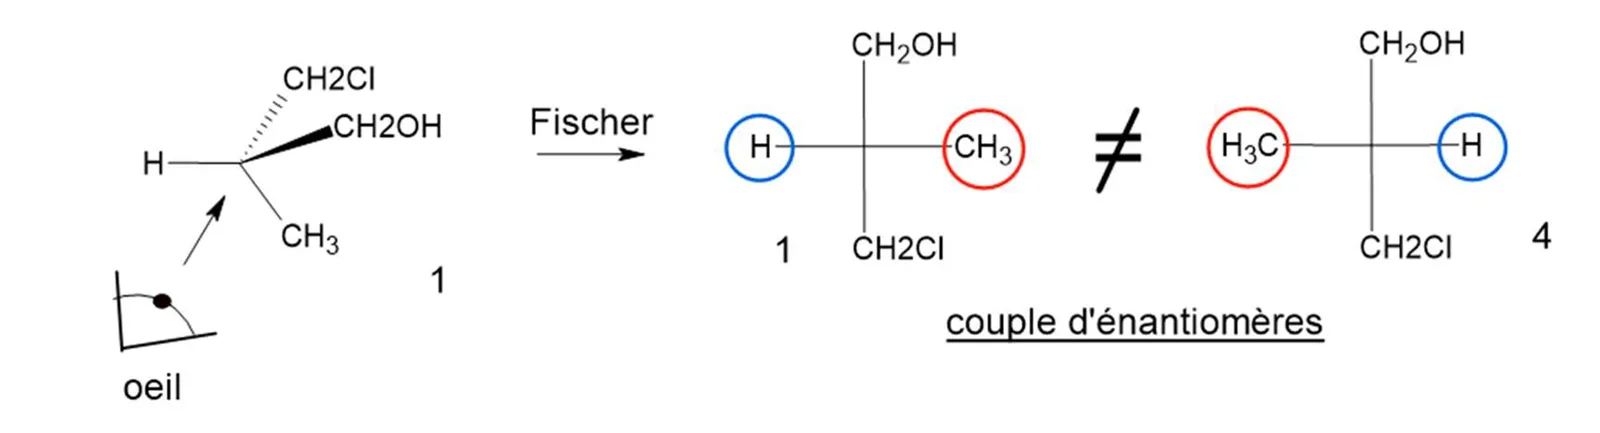 CH2Cl
CH2OH
H
CH₃
1
oeil
Fischer
CH₂OH
H
CH₃
1
CH2Cl
≠
CH₂OH
H₃C
H
CH2Cl
4
couple d'énantiomères